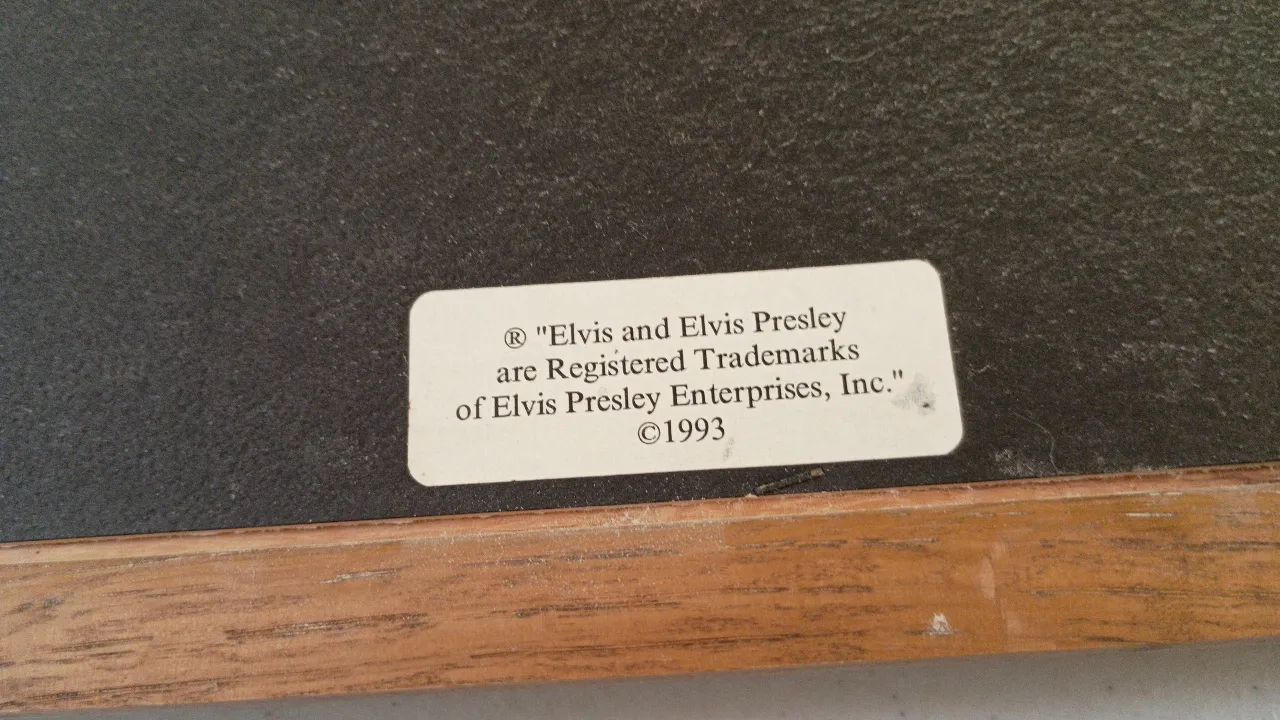 ® "Elvis and Elvis Presley
are Registered Trademarks
of Elvis Presley Enterprises, Inc."
©1993